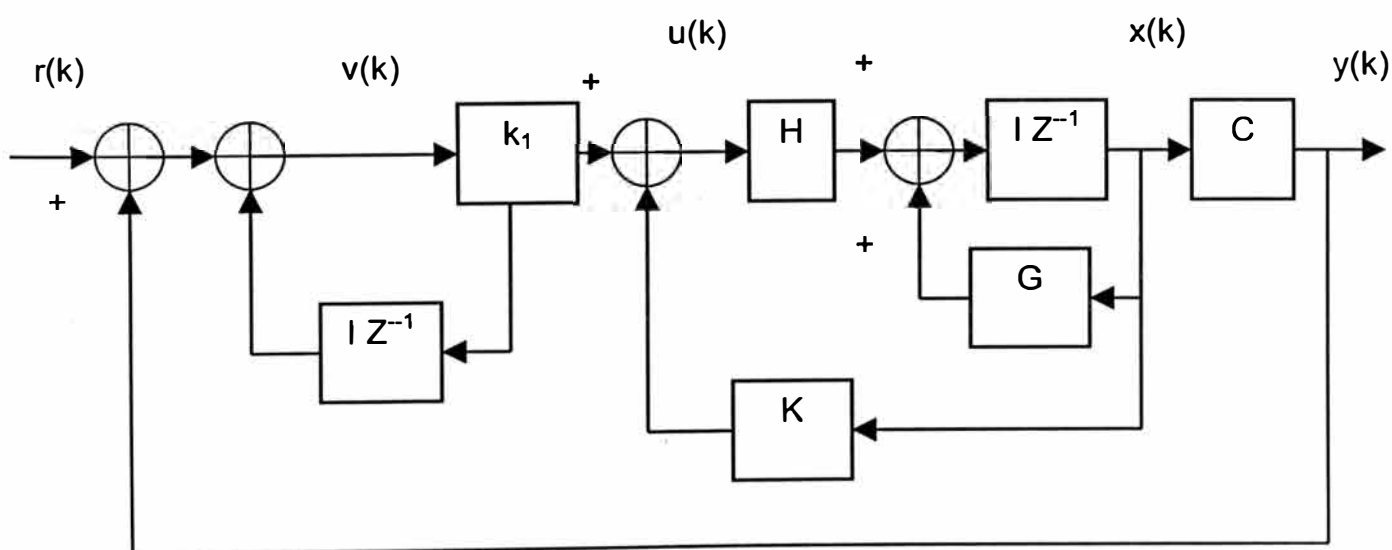 u(k)
x(k)
r(k)
v(k)
+
+
y(k)
k₁
H
I Z⁻¹
C
+
+
G
I Z⁻¹
K